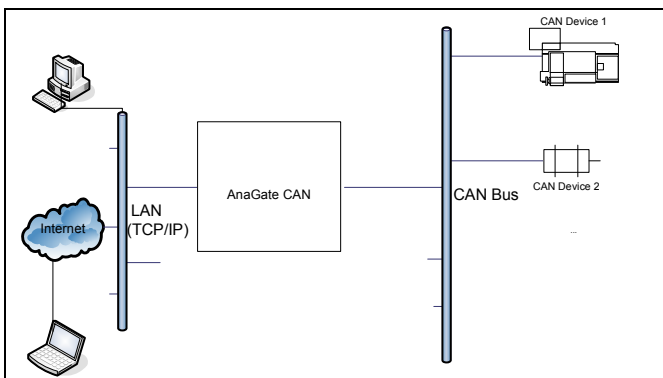 CAN Device 1
AnaGate CAN
CAN Bus
CAN Device 2
LAN
(TCP/IP)
Internet
...